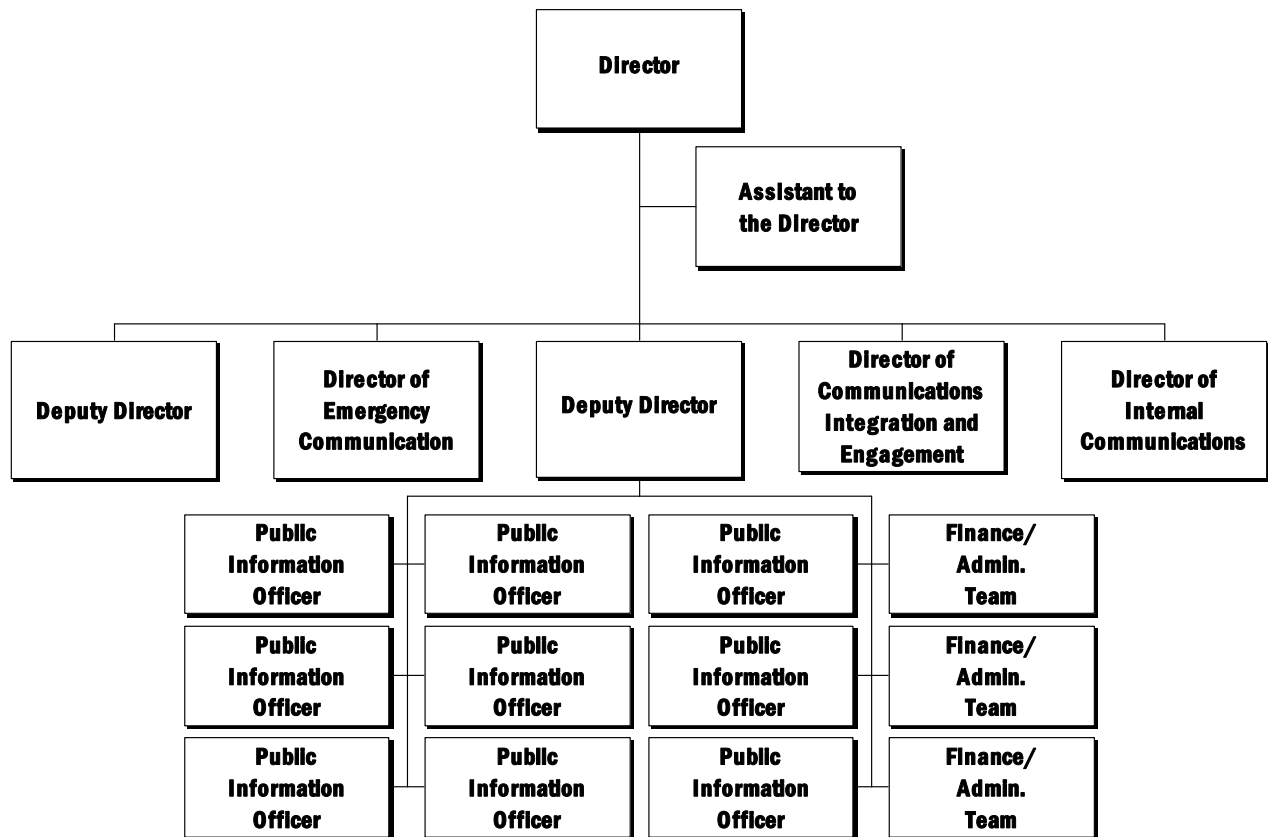 Director
Assistant to
the Director
Deputy Director
Director of
Emergency
Communication
Deputy Director
Director of
Communications
Integration and
Engagement
Director of
Internal
Communications
Public
Information
Officer
Public
Information
Officer
Public
Information
Officer
Finance/
Admin.
Team
Public
Information
Officer
Public
Information
Officer
Public
Information
Officer
Finance/
Admin.
Team
Public
Information
Officer
Public
Information
Officer
Public
Information
Officer
Finance/
Admin.
Team